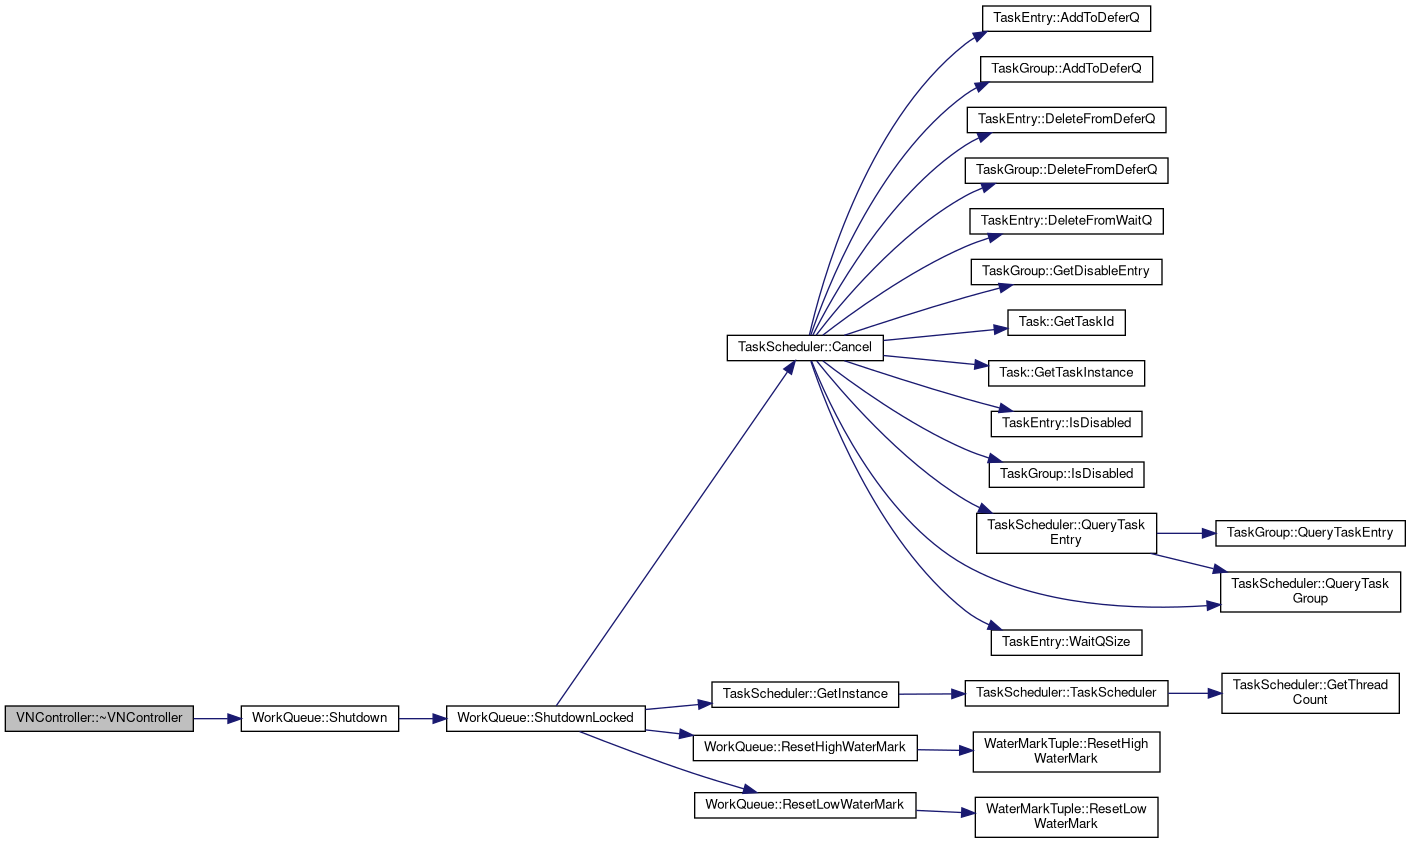 TaskEntry::AddToDeferQ
TaskGroup::AddToDeferQ
TaskEntry::DeleteFromDeferQ
TaskGroup::DeleteFromDeferQ
TaskEntry::DeleteFromWaitQ
TaskGroup::GetDisableEntry
Task::GetTaskId
TaskScheduler::Cancel
Task::GetTaskInstance
TaskEntry::IsDisabled
TaskGroup::IsDisabled
TaskScheduler::QueryTask
Entry
TaskGroup::QueryTaskEntry
TaskScheduler::QueryTask
Group
TaskEntry::WaitQSize
VNController::~VNController
WorkQueue::Shutdown
WorkQueue::ShutdownLocked
TaskScheduler::GetInstance
TaskScheduler::TaskScheduler
TaskScheduler::GetThread
Count
WorkQueue::ResetHighWaterMark
WaterMarkTuple::ResetHigh
WaterMark
WorkQueue::ResetLowWaterMark
WaterMarkTuple::ResetLow
WaterMark